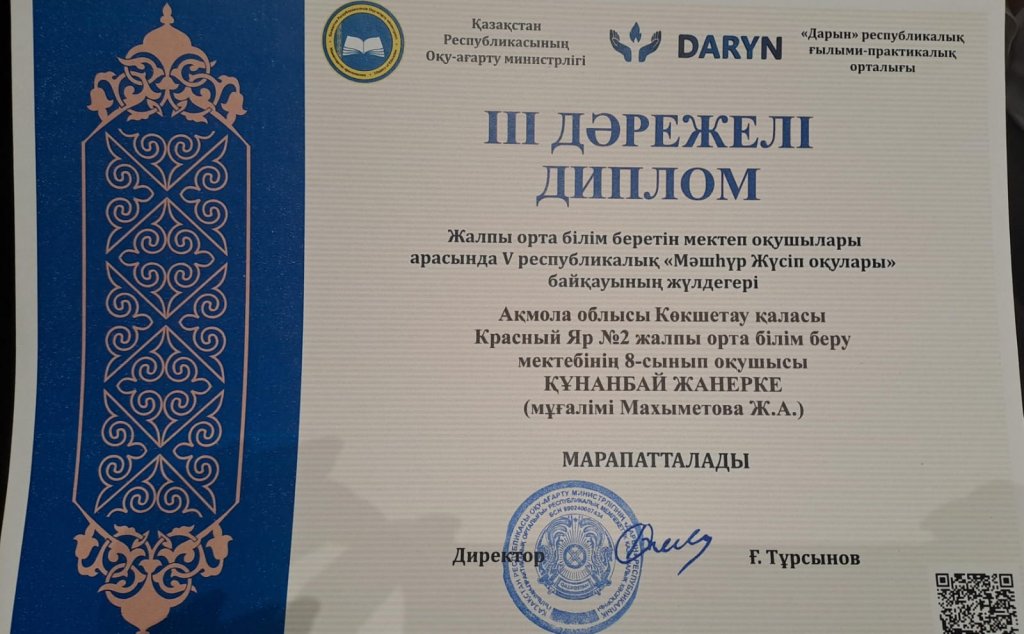 Қазақстан
Республикасының
Оқу-ағарту министрлігі
DARYN
«Дарын» республикалық
ғылыми-практикалық
орталығы
III ДӘРЕЖЕЛІ
ДИПЛОМ
Жалпы орта білім беретін мектеп оқушылары
арасында V республикалық «Мәшһүр Жүсіп оқулары»
байқауының жүлдегері
Ақмола облысы Көкшетау қаласы
Красный Яр №2 жалпы орта білім беру
мектебінің 8-сынып оқушысы
ҚҰНАНБАЙ ЖАНЕРКЕ
(мұғалімі Махыметова Ж.А.)
МАРАПАТТАЛАДЫ
Директор
Ғ. Тұрсынов